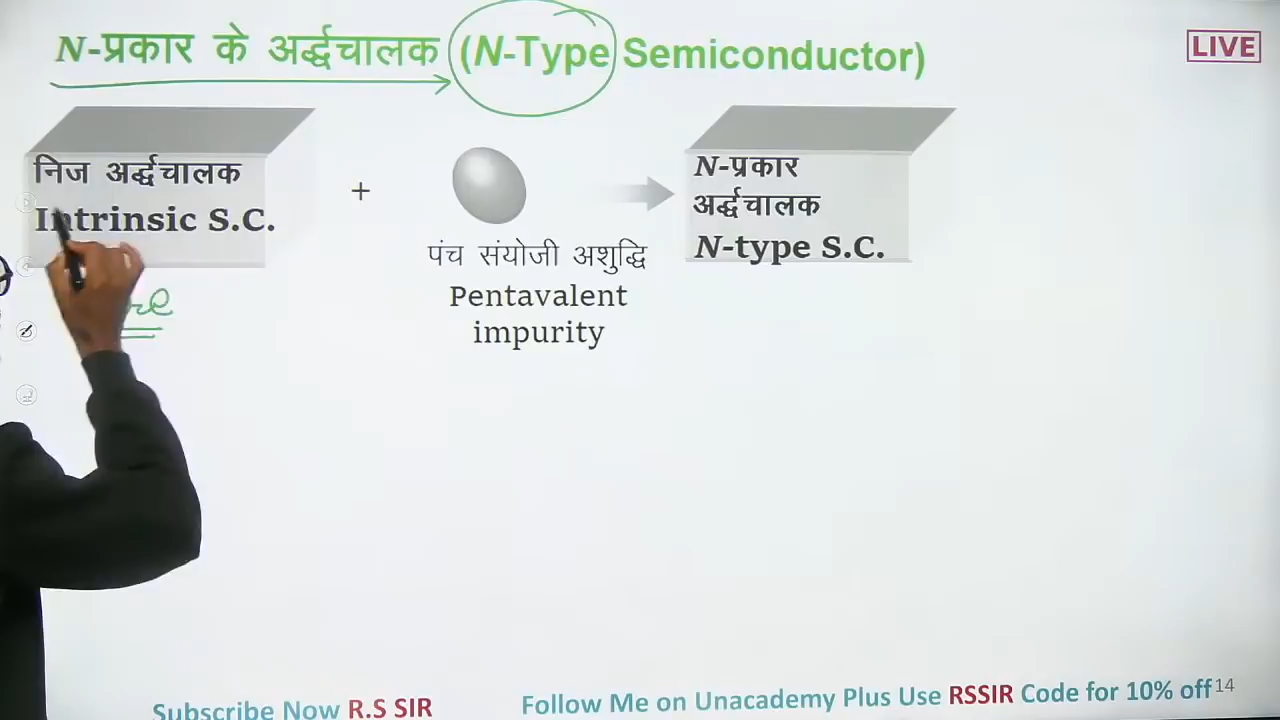 N-प्रकार के अर्द्धचालक (N-Type Semiconductor)
LIVE
निज अर्द्धचालक
Intrinsic S.C.
+
पंच संयोजी अशुद्धि
Pentavalent
impurity
N-प्रकार
अर्द्धचालक
N-type S.C.
Subscribe Now R.S SIR
Follow Me on Unacademy Plus Use RSSIR Code for 10% off
14